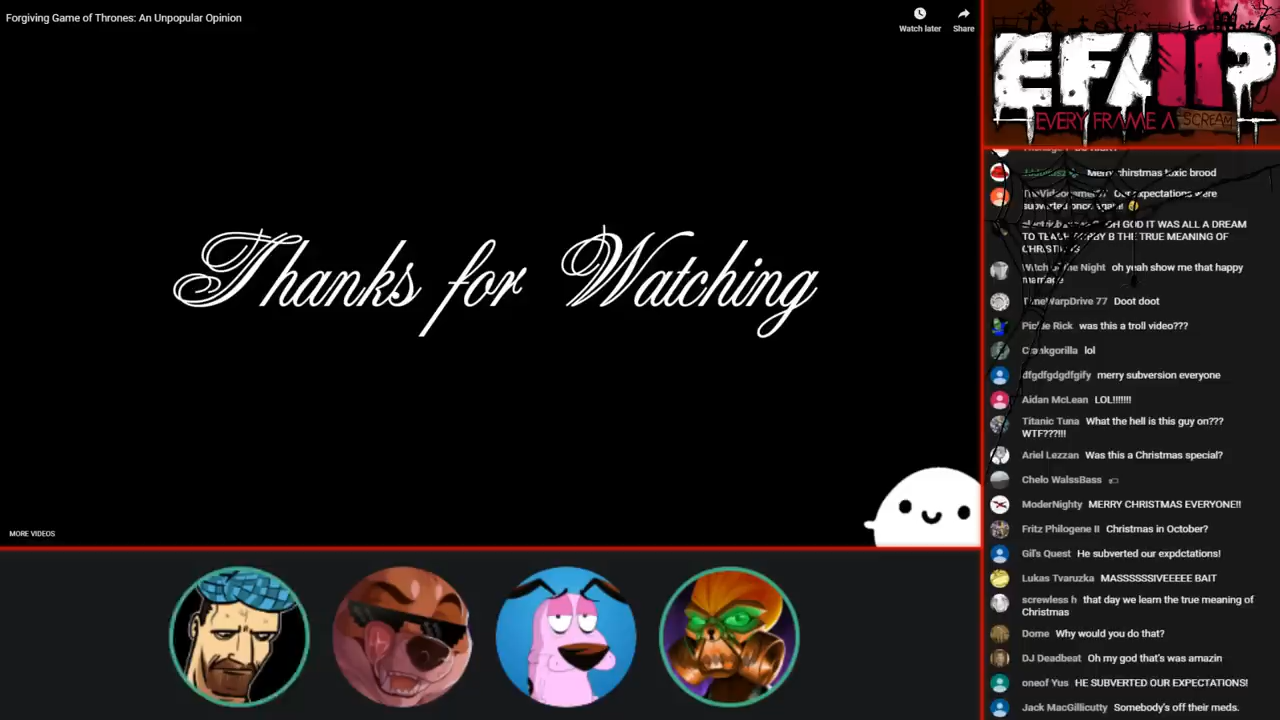 Forgiving Game of Thrones: An Unpopular Opinion
Watch later
Share
Thanks for Watching
MORE VIDEOS
EFAP
EVERY FRAME A SCREAM
Merry chirstmas toxic brood
Our expectations were
subverted once again!
OH GOD IT WAS ALL A DREAM
TO TEACH B THE TRUE MEANING OF
CHRISTMAS
Witch of the Night oh yeah show me that happy
marriage
TimeWarpDrive 77 Doot doot
Pickle Rick was this a troll video???
lol
dfgdfgdgdfgify merry subversion everyone
Aidan McLean LOL!!!!!!!
Titanic Tuna What the hell is this guy on???
WTF???!!!
Ariel Lezzan Was this a Christmas special?
Chelo WalssBass
ModerNighty MERRY CHRISTMAS EVERYONE!!
Fritz Philogene II Christmas in October?
Gil's Quest He subverted our expdctations!
Lukas Tvaruzka MASSSSSSIVEEEEE BAIT
screwless h that day we learn the true meaning of
Christmas
Dome Why would you do that?
DJ Deadbeat Oh my god that's was amazin
oneof Yus HE SUBVERTED OUR EXPECTATIONS!
Jack MacGillicutty Somebody's off their meds.